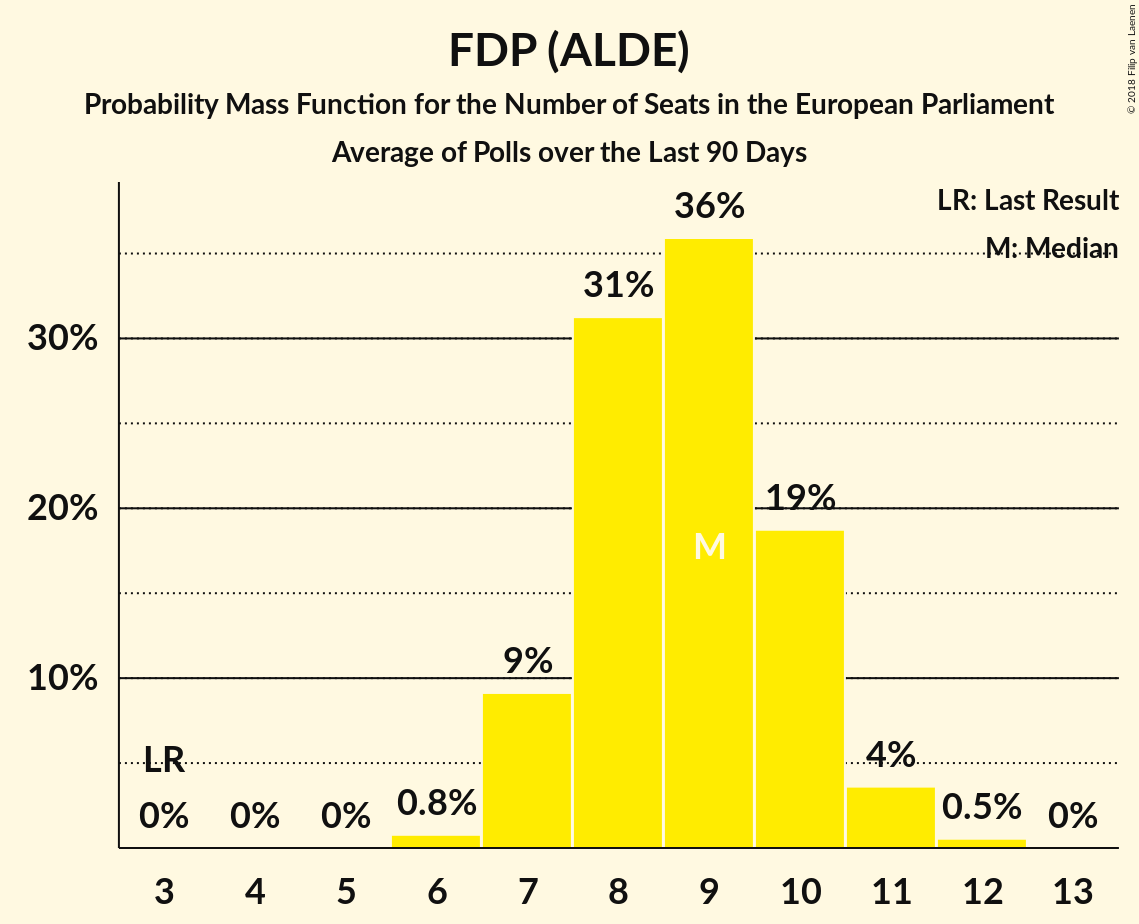 FDP (ALDE)
Probability Mass Function for the Number of Seats in the European Parliament
Average of Polls over the Last 90 Days
© 2018 Filip van Laenen
LR: Last Result
M: Median
36%
31%
30%
20%
19%
M
10%
9%
LR
4%
0%
0%
0%
0.8%
0.5%
0%
3 4 5 6 7 8 9 10 11 12 13